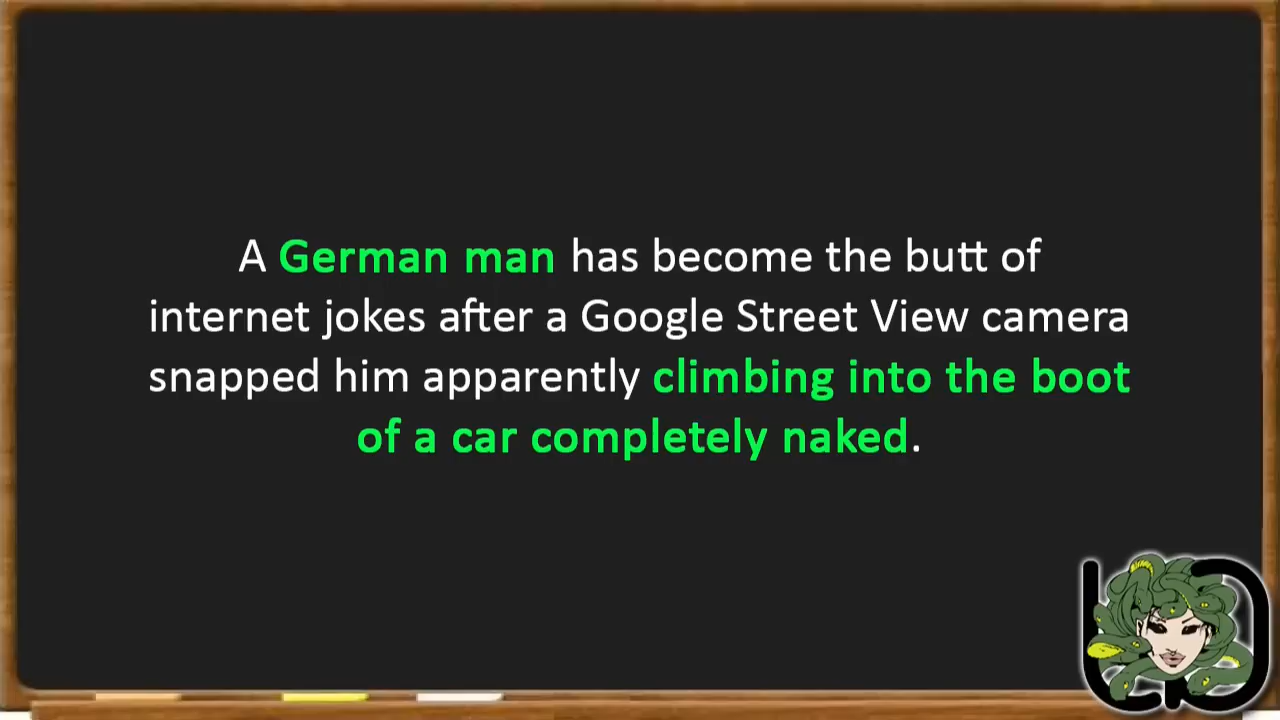 A German man has become the butt of
internet jokes after a Google Street View camera
snapped him apparently climbing into the boot
of a car completely naked.